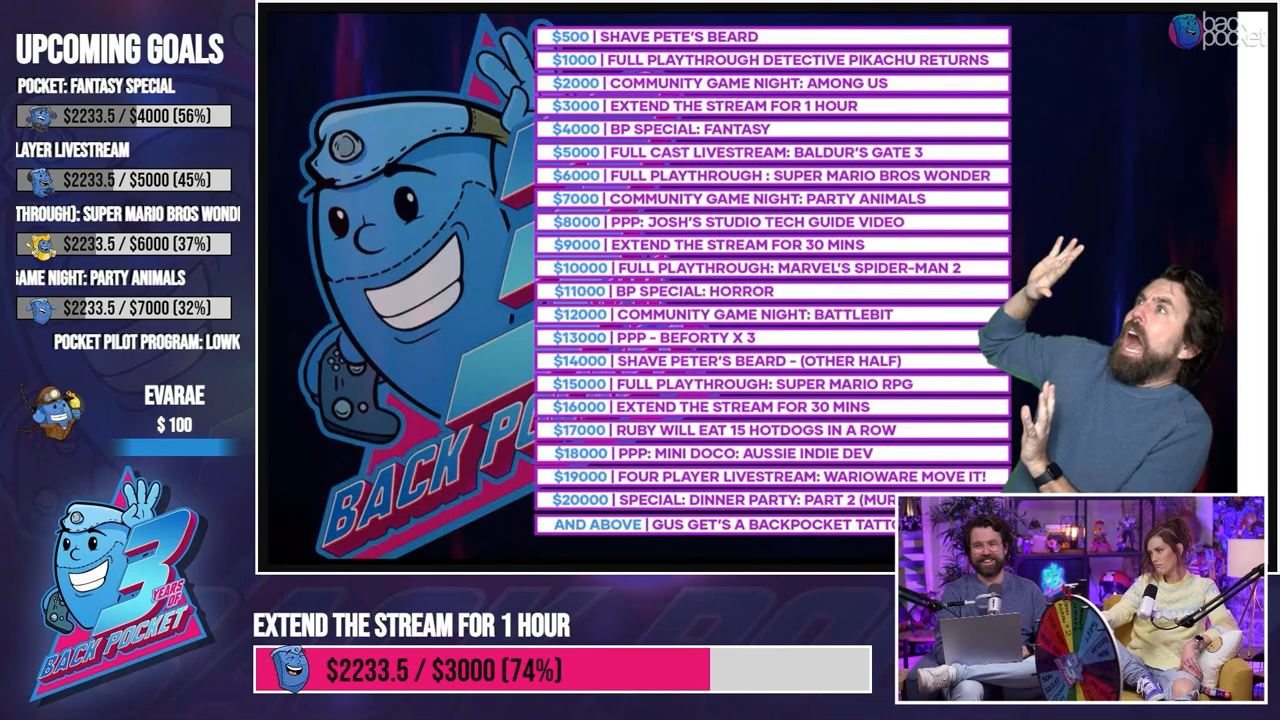 UPCOMING GOALS
POCKET: FANTASY SPECIAL
$2233.5 / $4000 (56%)
LAYER LIVESTREAM
$2233.5 / $5000 (45%)
THROUGH): SUPER MARIO BROS WOND
$2233.5 / $6000 (37%)
GAME NIGHT: PARTY ANIMALS
$2233.5 / $7000 (32%)
POCKET PILOT PROGRAM: LOWK
EVARAE
$ 100
3
YEARS
OF
BACK POCKET
$500 | SHAVE PETE'S BEARD
$1000 | FULL PLAYTHROUGH DETECTIVE PIKACHU RETURNS
$2000 | COMMUNITY GAME NIGHT: AMONG US
$3000 | EXTEND THE STREAM FOR 1 HOUR
$4000 | BP SPECIAL: FANTASY
$5000 | FULL CAST LIVESTREAM: BALDUR'S GATE 3
$6000 | FULL PLAYTHROUGH : SUPER MARIO BROS WONDER
$7000 | COMMUNITY GAME NIGHT: PARTY ANIMALS
$8000 | PPP: JOSH'S STUDIO TECH GUIDE VIDEO
$9000 | EXTEND THE STREAM FOR 30 MINS
$10000 | FULL PLAYTHROUGH: MARVEL'S SPIDER-MAN 2
$11000 | BP SPECIAL: HORROR
$12000 | COMMUNITY GAME NIGHT: BATTLEBIT
$13000 | PPP - BEFORTY X 3
$14000 | SHAVE PETER'S BEARD - (OTHER HALF)
$15000 | FULL PLAYTHROUGH: SUPER MARIO RPG
$16000 | EXTEND THE STREAM FOR 30 MINS
$17000 | RUBY WILL EAT 15 HOTDOGS IN A ROW
$18000 | PPP: MINI DOCO: AUSSIE INDIE DEV
$19000 | FOUR PLAYER LIVESTREAM: WARIOWARE MOVE IT!
$20000 | SPECIAL: DINNER PARTY: PART 2 (MUR
AND ABOVE | GUS GET'S A BACKPOCKET TATT
BACK PO
back
pocket
EXTEND THE STREAM FOR 1 HOUR
$2233.5 / $3000 (74%)